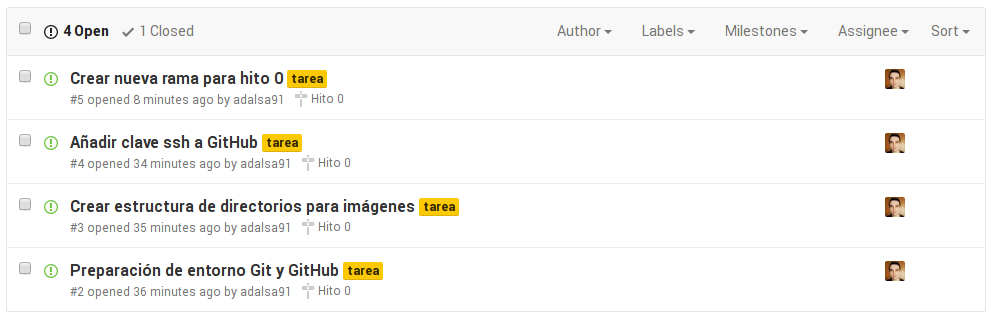 4 Open 1 Closed Author Labels Milestones Assignee Sort
Crear nueva rama para hito 0 tarea
#5 opened 8 minutes ago by adalsa91 Hito 0
Añadir clave ssh a GitHub tarea
#4 opened 34 minutes ago by adalsa91 Hito 0
Crear estructura de directorios para imágenes tarea
#3 opened 35 minutes ago by adalsa91 Hito 0
Preparación de entorno Git y GitHub tarea
#2 opened 36 minutes ago by adalsa91 Hito 0